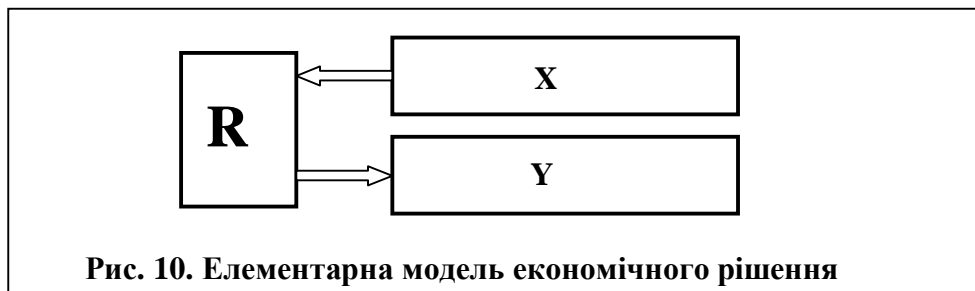 X
R
Y
Рис. 10. Елементарна модель економічного рішення